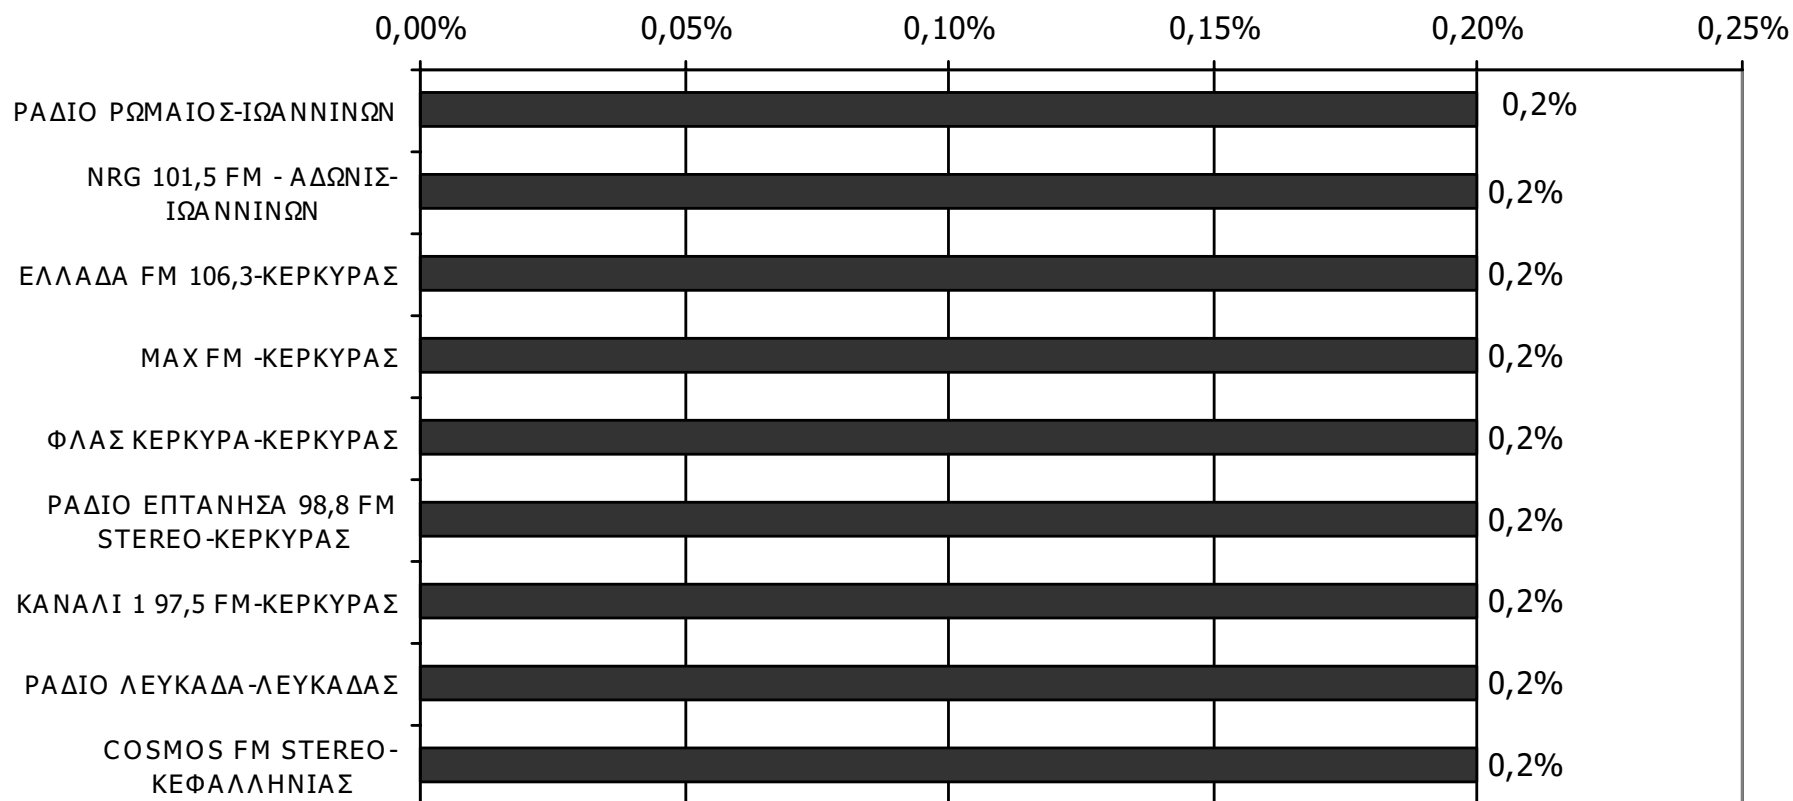 0,00% 0,05% 0,10% 0,15% 0,20% 0,25%
ΡΑΔΙΟ ΡΩΜΑΙΟΣ-ΙΩΑΝΝΙΝΩΝ 0,2%
NRG 101,5 FM - ΑΔΩΝΙΣ-
ΙΩΑΝΝΙΝΩΝ 0,2%
ΕΛΛΑΔΑ FM 106,3-ΚΕΡΚΥΡΑΣ 0,2%
MAX FM -ΚΕΡΚΥΡΑΣ 0,2%
ΦΛΑΣ ΚΕΡΚΥΡΑ-ΚΕΡΚΥΡΑΣ 0,2%
ΡΑΔΙΟ ΕΠΤΑΝΗΣΑ 98,8 FM
STEREO-ΚΕΡΚΥΡΑΣ 0,2%
ΚΑΝΑΛΙ 1 97,5 FM-ΚΕΡΚΥΡΑΣ 0,2%
ΡΑΔΙΟ ΛΕΥΚΑΔΑ-ΛΕΥΚΑΔΑΣ 0,2%
COSMOS FM STEREO-
ΚΕΦΑΛΛΗΝΙΑΣ 0,2%